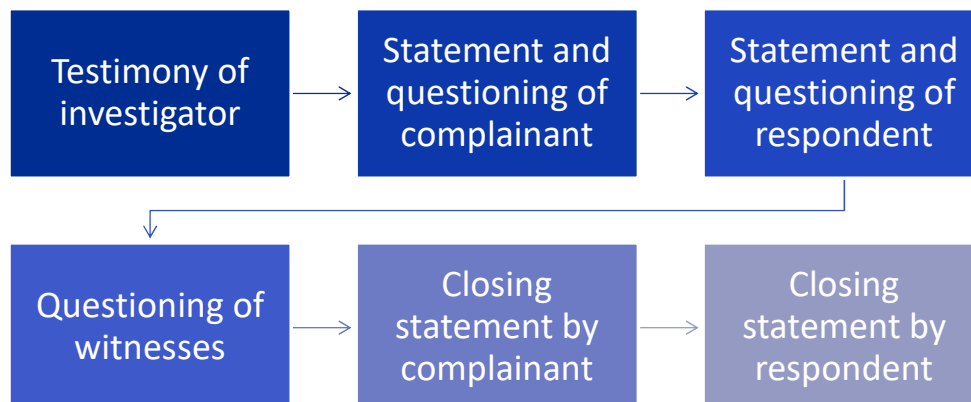 Testimony of
investigator
Statement and
questioning of
complainant
Statement and
questioning of
respondent
Questioning of
witnesses
Closing
statement by
complainant
Closing
statement by
respondent